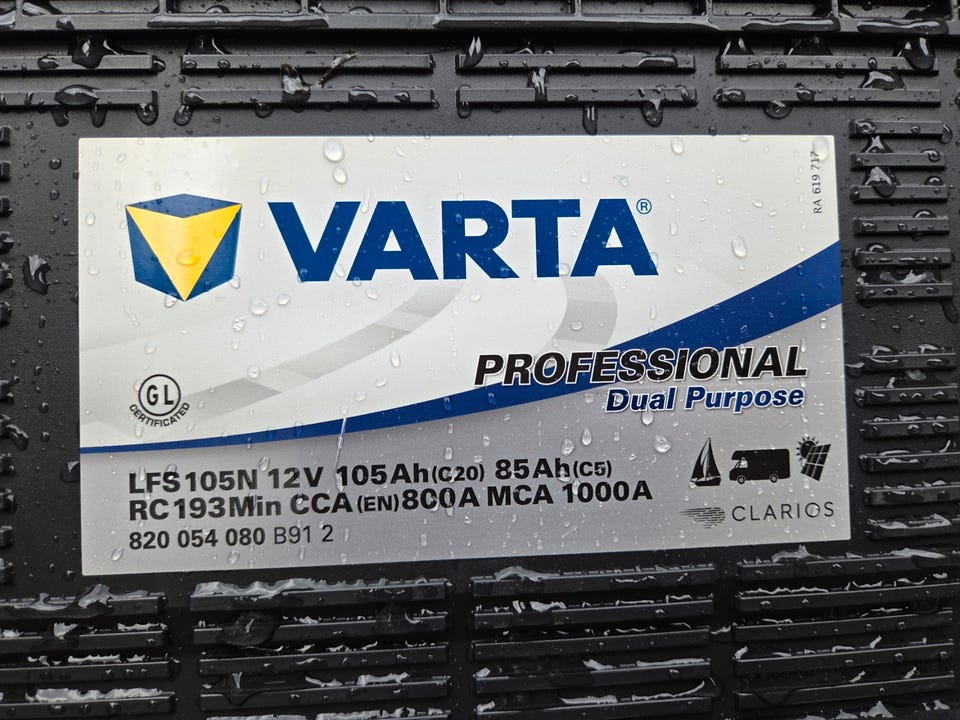 RA 619 717
VARTA®
PROFESSIONAL
Dual Purpose
GL
CERTIFICATED
LFS105N 12V 105Ah(C20) 85Ah(C5)
RC193Min CCA(EN)800A MCA 1000A
820 054 080 B91 2
CLARIOS